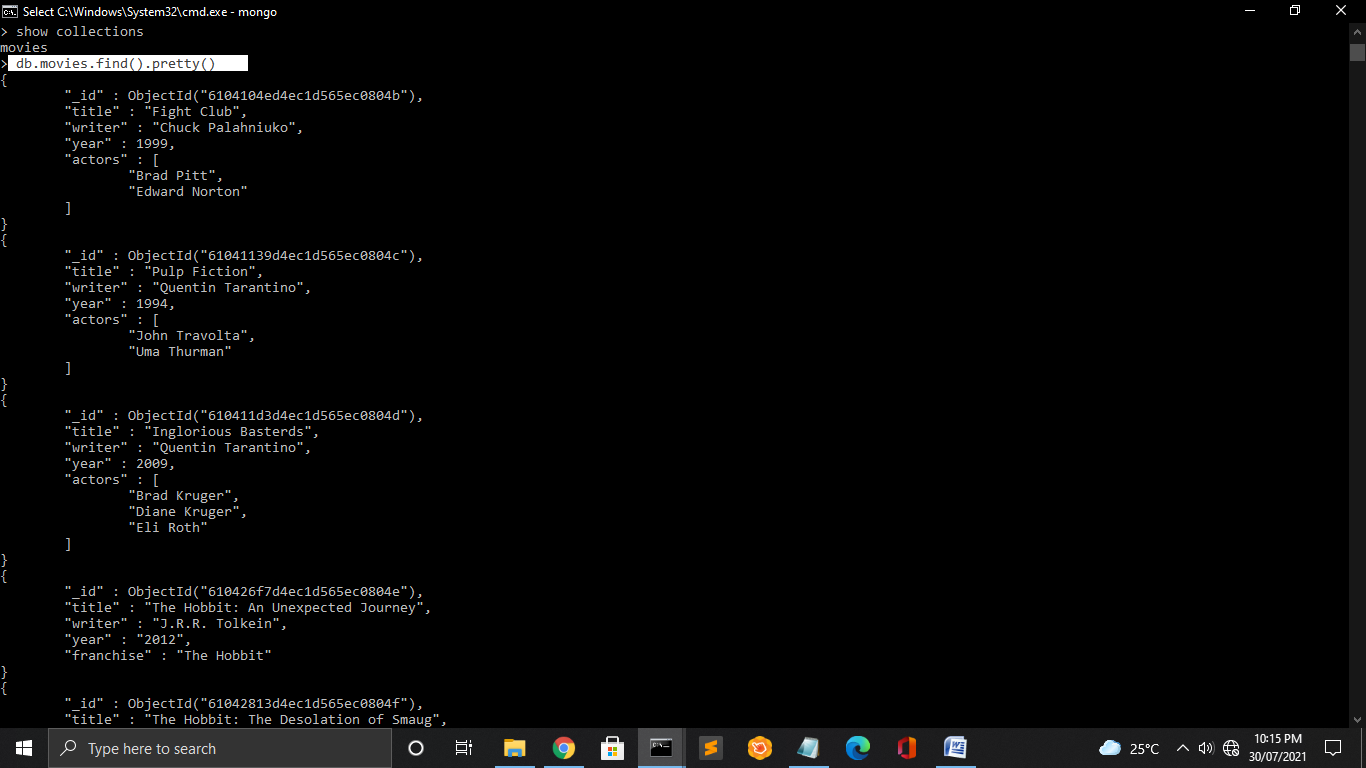 Select C:\Windows\System32\cmd.exe - mongo
> show collections
movies
> db.movies.find().pretty()
{
"_id" : ObjectId("6104104ed4ec1d565ec0804b"),
"title" : "Fight Club",
"writer" : "Chuck Palahniuko",
"year" : 1999,
"actors" : [
"Brad Pitt",
"Edward Norton"
]
}
{
"_id" : ObjectId("61041139d4ec1d565ec0804c"),
"title" : "Pulp Fiction",
"writer" : "Quentin Tarantino",
"year" : 1994,
"actors" : [
"John Travolta",
"Uma Thurman"
]
}
{
"_id" : ObjectId("610411d3d4ec1d565ec0804d"),
"title" : "Inglorious Basterds",
"writer" : "Quentin Tarantino",
"year" : 2009,
"actors" : [
"Brad Kruger",
"Diane Kruger",
"Eli Roth"
]
}
{
"_id" : ObjectId("610426f7d4ec1d565ec0804e"),
"title" : "The Hobbit: An Unexpected Journey",
"writer" : "J.R.R. Tolkein",
"year" : "2012",
"franchise" : "The Hobbit"
}
{
"_id" : ObjectId("61042813d4ec1d565ec0804f"),
"title" : "The Hobbit: The Desolation of Smaug",
Type here to search
25°C
10:15 PM
30/07/2021